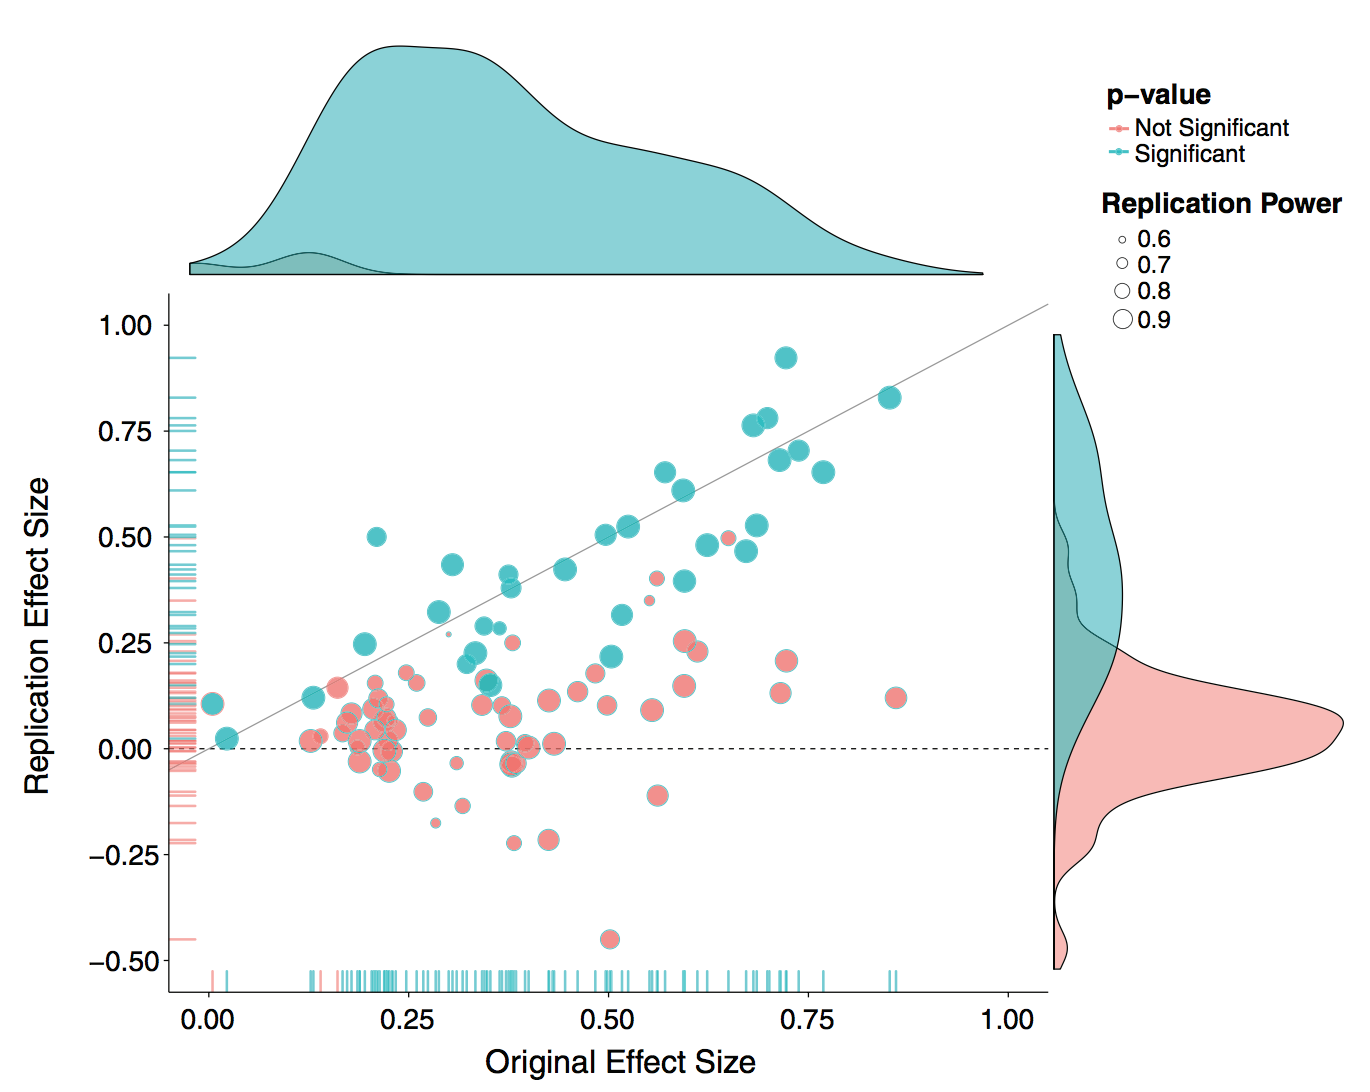 p−value
Not Significant
Significant
Replication Power
0.6
0.7
0.8
0.9
Replication Effect Size
1.00
0.75
0.50
0.25
0.00
−0.25
−0.50
0.00 0.25 0.50 0.75 1.00
Original Effect Size